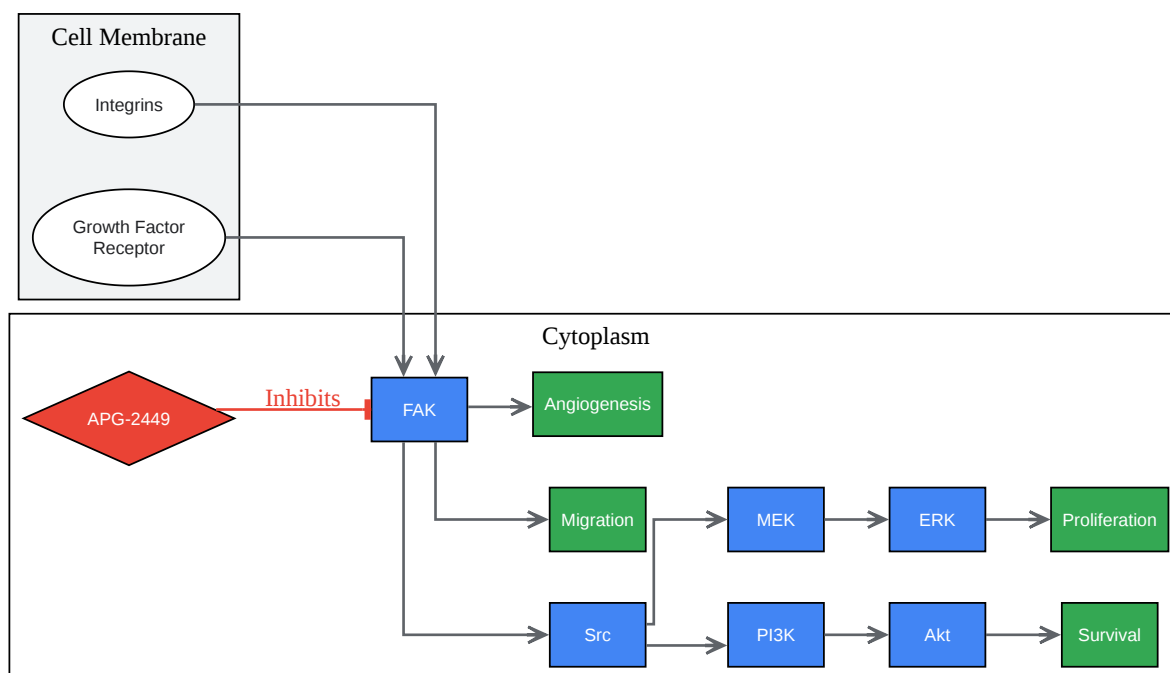 Cell Membrane
Integrins
Growth Factor
Receptor
Cytoplasm
APG-2449
Inhibits
FAK
Angiogenesis
Migration
MEK
ERK
Proliferation
Src
PI3K
Akt
Survival